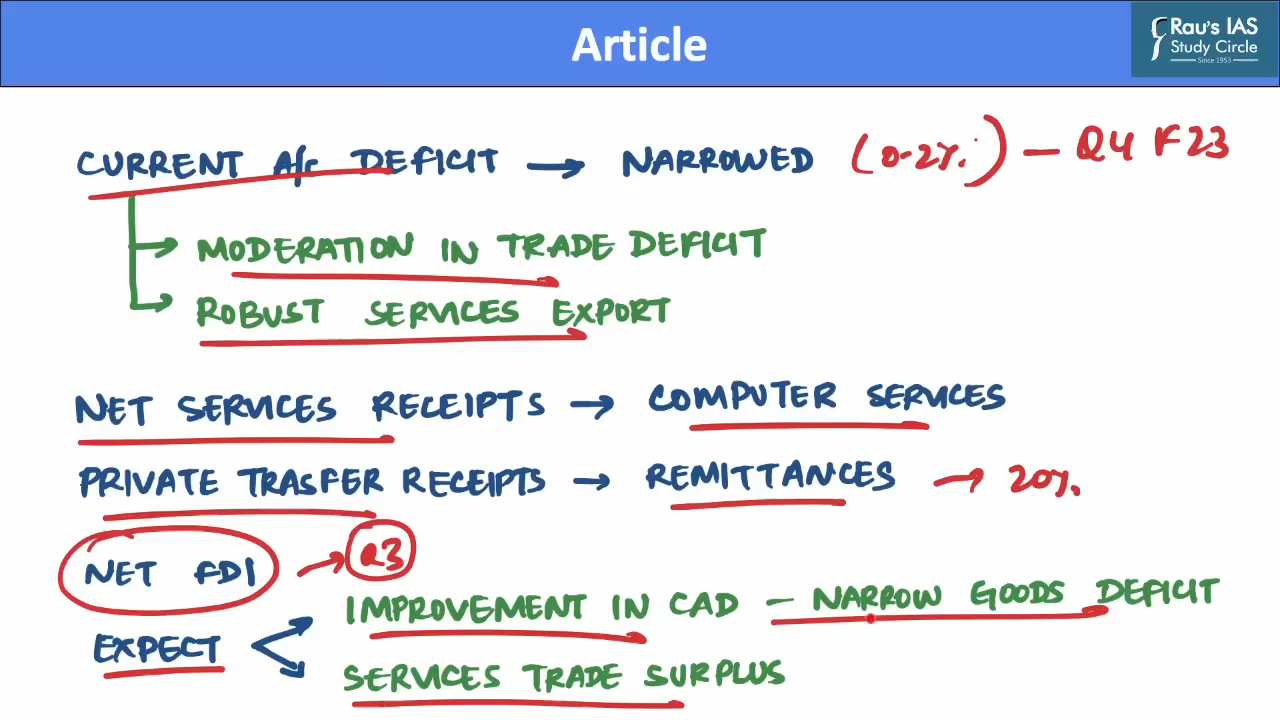 Article
Rau's IAS
Study Circle
Since 1953
CURRENT A/c DEFICIT → NARROWED (0.2%) — Q4 F23
MODERATION IN TRADE DEFICIT
ROBUST SERVICES EXPORT
NET SERVICES RECEIPTS → COMPUTER SERVICES
PRIVATE TRASFER RECEIPTS → REMITTANCES → 20%.
NET FDI → Q3
IMPROVEMENT IN CAD — NARROW GOODS DEFICIT
EXPECT
SERVICES TRADE SURPLUS